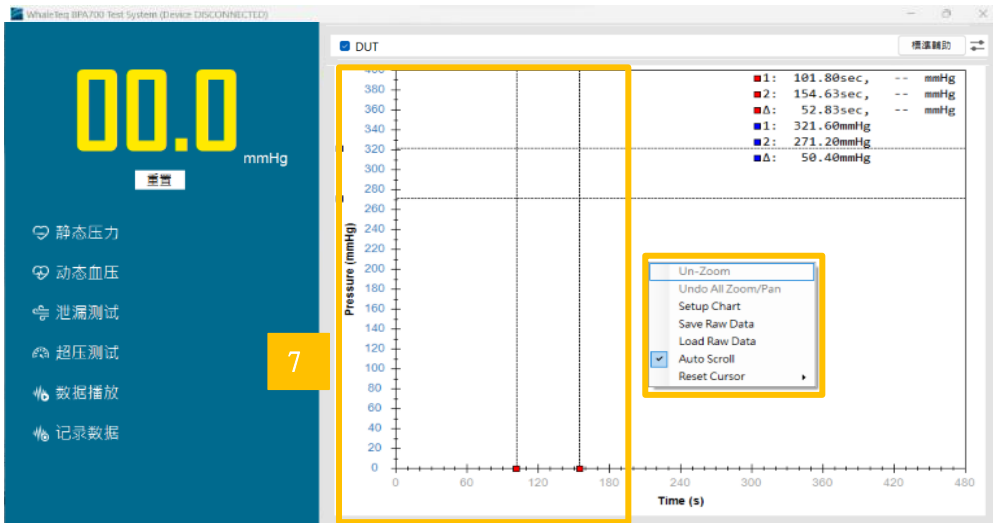 WhaleTeq BPA700 Test System (Device DISCONNECTED)
DUT
標準輔助
00.0
mmHg
重置
静态压力
动态血压
泄漏测试
超压测试
数据播放
记录数据
7
1: 101.80sec, -- mmHg
2: 154.63sec, -- mmHg
Δ: 52.83sec, -- mmHg
1: 321.60mmHg
2: 271.20mmHg
Δ: 50.40mmHg
Pressure (mmHg)
400
380
360
340
320
300
280
260
240
220
200
180
160
140
120
100
80
60
40
20
0
Un-Zoom
Undo All Zoom/Pan
Setup Chart
Save Raw Data
Load Raw Data
Auto Scroll
Reset Cursor
0 60 120 180 240 300 360 420 480
Time (s)